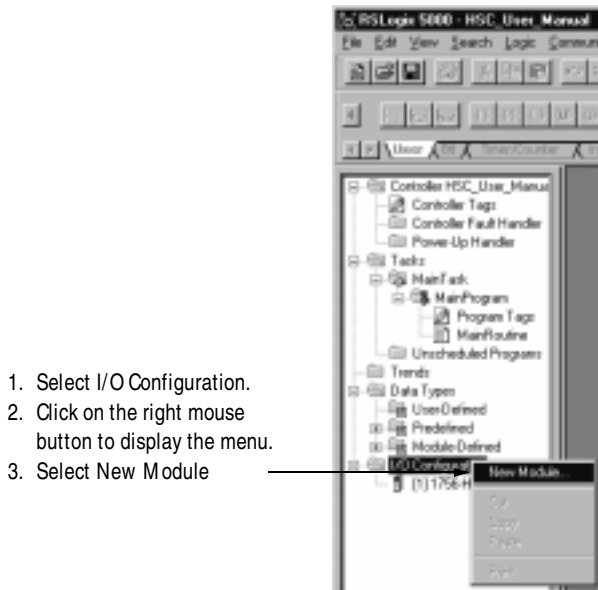 RSLogix 5000 - HSC_User_Manual
File Edit View Search Logic
User
Timer/Counter
Controller HSC_User_Manua
Controller Tags
Controller Fault Handler
Power-Up Handler
Tasks
MainTask
MainProgram
Program Tags
MainRoutine
Unscheduled Programs
Trends
Data Types
User-Defined
Predefined
Module-Defined
1. Select I/O Configuration.
2. Click on the right mouse
button to display the menu.
3. Select New Module
I/O Configurat
[1] 1756-H
New Module...
Cut
Copy
Paste
Print